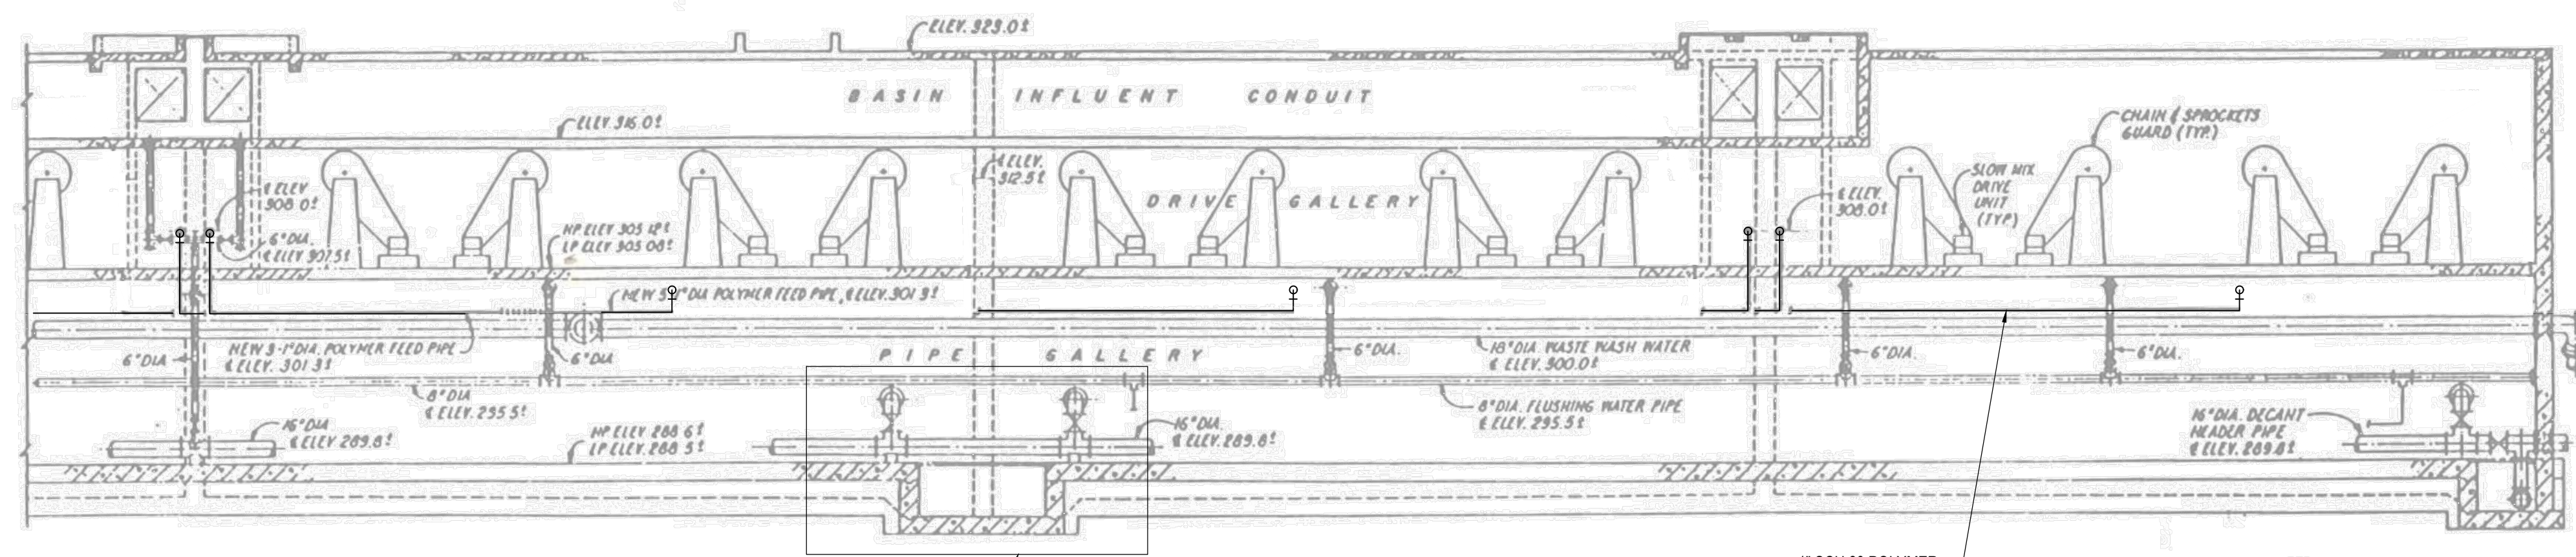 ELEV. 323.0±
BASIN INFLUENT CONDUIT
ELEV. 316.0±
CHAIN & SPROCKETS
GUARD (TYP.)
℄ ELEV.
312.5±
SLOW MIX
DRIVE
UNIT
(TYP)
℄ ELEV
308.0±
DRIVE GALLERY
℄ ELEV.
308.0±
HP ELEV 305.12±
LP ELEV 305.08±
6" DIA.
℄ ELEV 307.5±
NEW 3-1" DIA POLYMER FEED PIPE, ℄ ELEV. 301.3±
6" DIA
NEW 3-1" DIA. POLYMER FEED PIPE
℄ ELEV. 301.3±
6" DIA
PIPE GALLERY
6" DIA.
18" DIA. WASTE WASH WATER
℄ ELEV. 300.0±
6" DIA.
6" DIA.
8" DIA
℄ ELEV. 295.5±
8" DIA. FLUSHING WATER PIPE
℄ ELEV. 295.5±
16" DIA
℄ ELEV 289.8±
HP ELEV 288.6±
LP ELEV. 288.5±
16" DIA.
℄ ELEV. 289.8±
16" DIA. DECANT
HEADER PIPE
℄ ELEV. 289.8±